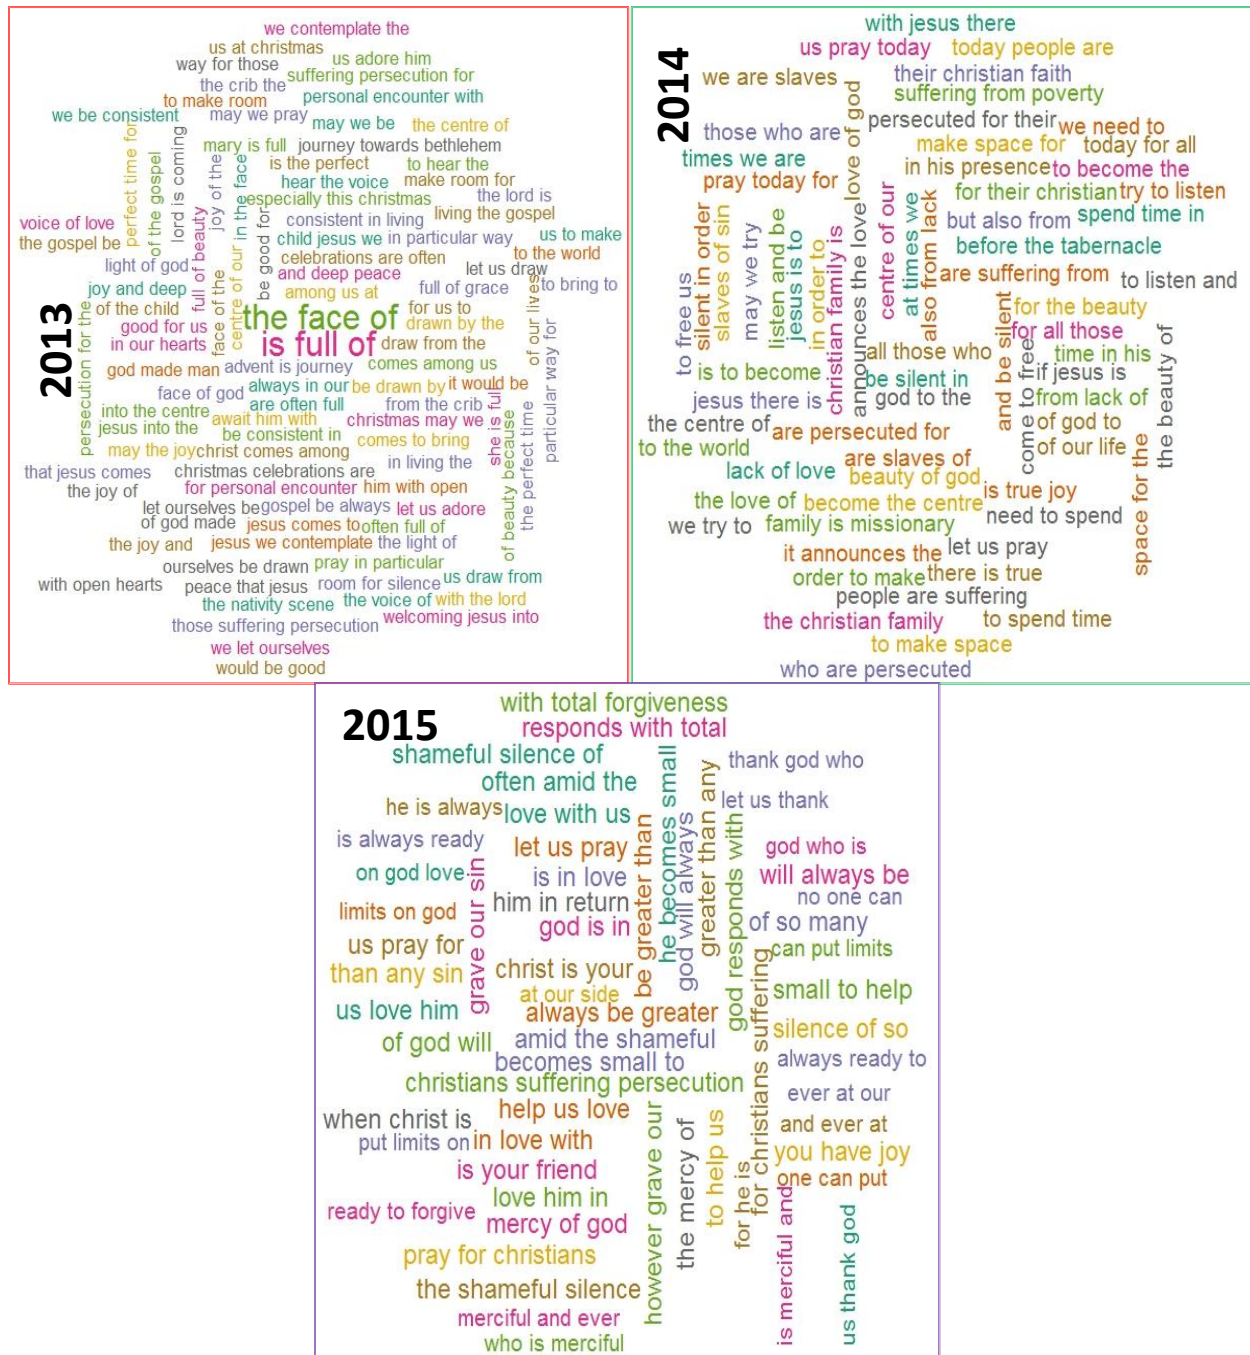 2013
we contemplate the
us at christmas
way for those
us adore him
suffering persecution for
the crib the
to make room
personal encounter with
we be consistent
may we pray
may we be
the centre of
mary is full
journey towards bethlehem
is the perfect
to hear the
hear the voice
make room for
especially this christmas
the lord is
perfect time for
of the gospel
lord is coming
joy of the
in the face
full of beauty
be good for
face of the
centre of our
voice of love
the gospel be
consistent in living
living the gospel
child jesus we
in particular way
us to make
celebrations are often
to the world
light of god
and deep peace
let us draw
joy and deep
among us at
full of grace
to bring to
of the child
the face of
for us to
of our lives
good for us
drawn by the
in our hearts
is full of
draw from the
persecution for the
god made man
advent is journey
comes among us
particular way for
face of god
always in our
be drawn by
it would be
into the centre
are often full
from the crib
jesus into the
await him with
christmas may we
be consistent in
comes to bring
she is full
of beauty because
the perfect time
may the joy
christ comes among
that jesus comes
christmas celebrations are
in living the
the joy of
for personal encounter
him with open
let ourselves be
gospel be always
let us adore
of god made
jesus comes to
often full of
the joy and
jesus we contemplate
the light of
ourselves be drawn
pray in particular
with open hearts
peace that jesus
room for silence
us draw from
the nativity scene
the voice of
with the lord
those suffering persecution
welcoming jesus into
we let ourselves
would be good
2014
with jesus there
us pray today
today people are
we are slaves
their christian faith
suffering from poverty
love of god
those who are
persecuted for their
we need to
make space for
today for all
times we are
in his presence
to become the
pray today for
for their christian
try to listen
but also from
spend time in
before the tabernacle
to free us
silent in order
slaves of sin
may we try
listen and be
jesus is to
in order to
christian family is
announces the love
centre of our
at times we
also from lack
are suffering from
to listen and
and be silent
for the beauty
for all those
all those who
come to free
time in his
the beauty of
is to become
be silent in
if jesus is
jesus there is
god to the
from lack of
the centre of
are persecuted for
of god to
to the world
are slaves of
of our life
lack of love
beauty of god
is true joy
space for the
the love of
become the centre
need to spend
we try to
family is missionary
it announces the
let us pray
order to make
there is true
people are suffering
the christian family
to spend time
to make space
who are persecuted
2015
with total forgiveness
responds with total
shameful silence of
thank god who
often amid the
he becomes small
greater than any
he is always
love with us
let us thank
is always ready
let us pray
be greater than
god will always
god responds with
god who is
on god love
grave our sin
is in love
will always be
limits on god
him in return
no one can
god is in
of so many
us pray for
can put limits
than any sin
christ is your
at our side
small to help
us love him
always be greater
for christians suffering
silence of so
of god will
amid the shameful
becomes small to
always ready to
christians suffering persecution
ever at our
when christ is
help us love
and ever at
put limits on
in love with
you have joy
is your friend
one can put
however grave our
the mercy of
to help us
for he is
love him in
ready to forgive
mercy of god
is merciful and
us thank god
pray for christians
the shameful silence
merciful and ever
who is merciful